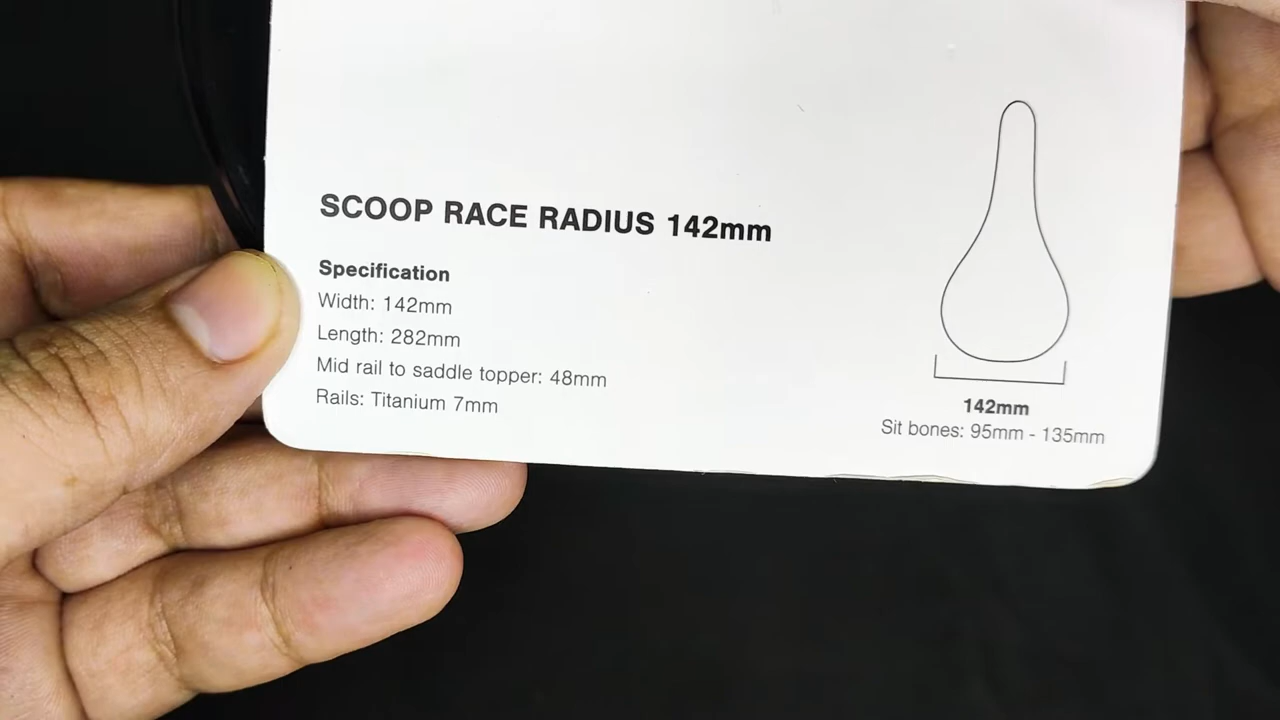 SCOOP RACE RADIUS 142mm
Specification
Width: 142mm
Length: 282mm
Mid rail to saddle topper: 48mm
Rails: Titanium 7mm
142mm
Sit bones: 95mm - 135mm